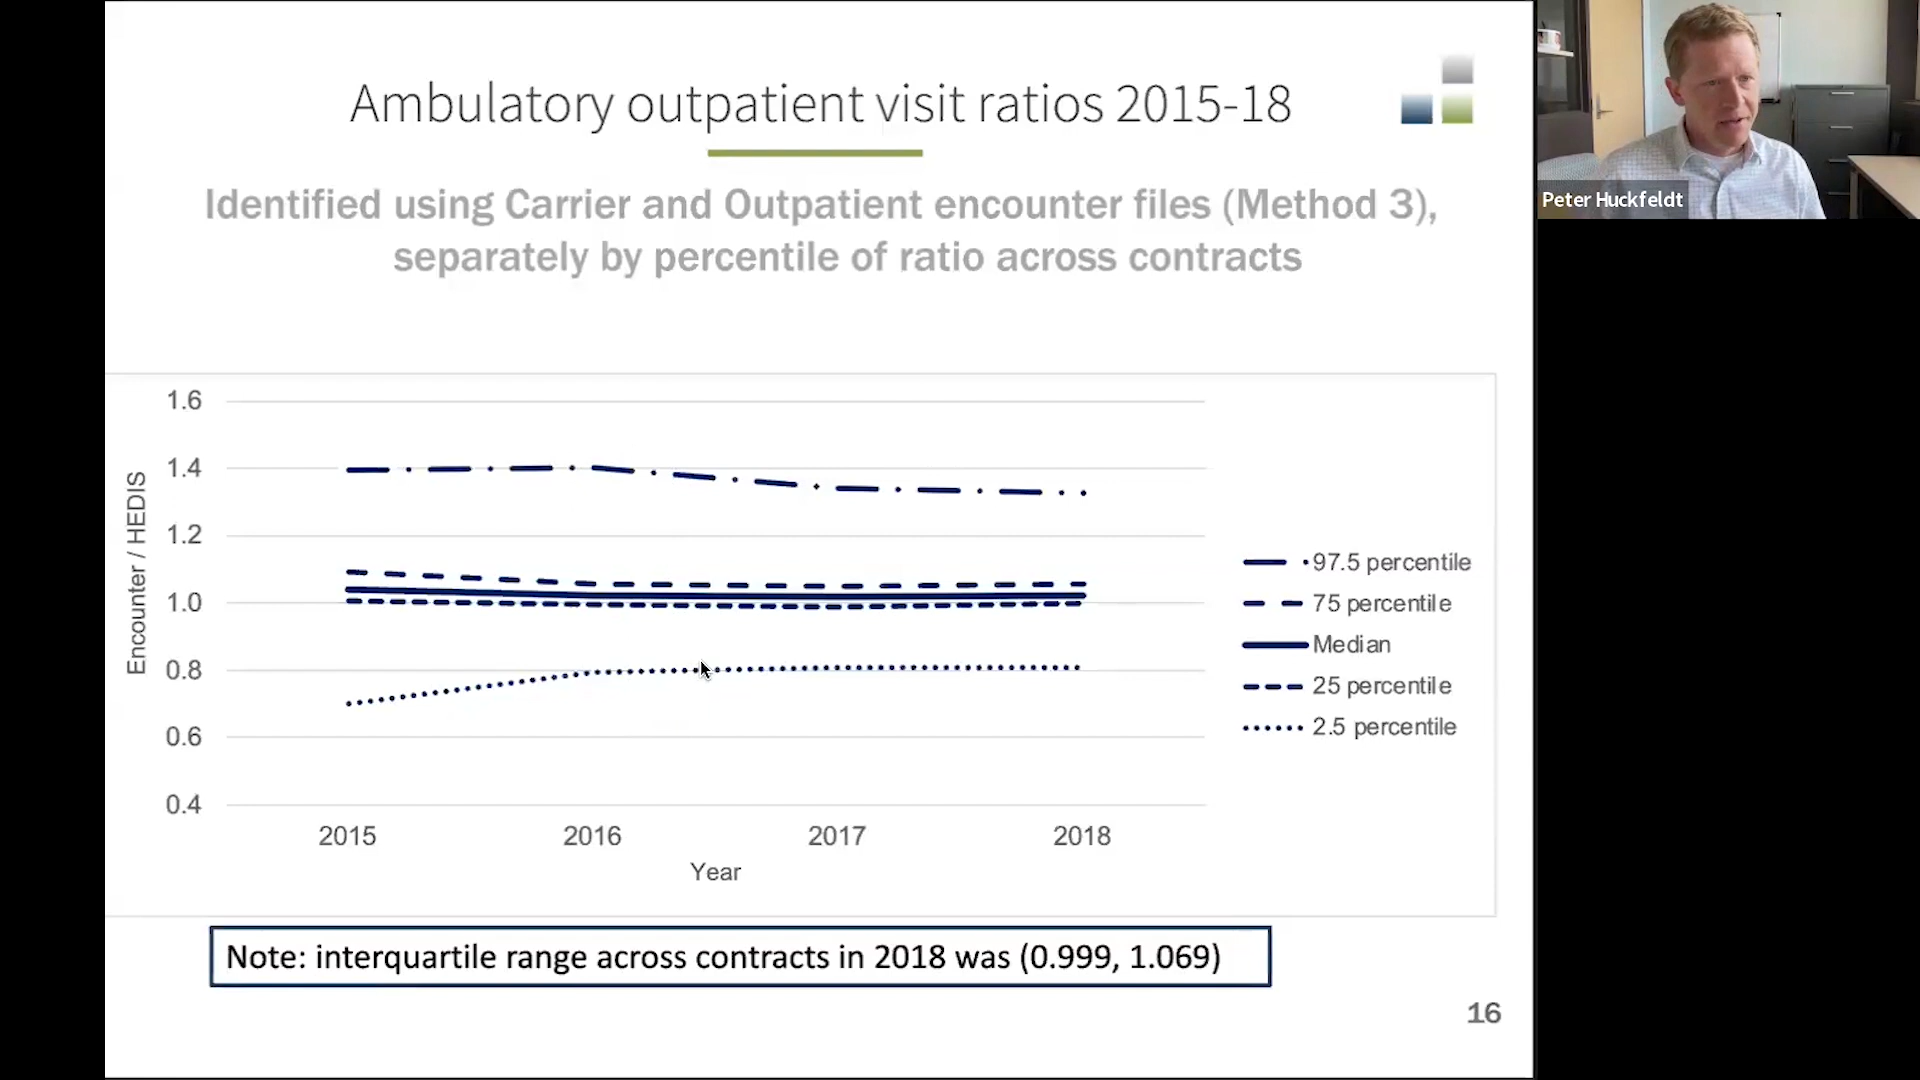 Ambulatory outpatient visit ratios 2015-18
Identified using Carrier and Outpatient encounter files (Method 3),
separately by percentile of ratio across contracts
Peter Huckfeldt
1.6
1.4
1.2
1.0
0.8
0.6
0.4
Encounter / HEDIS
2015 2016 2017 2018
Year
97.5 percentile
75 percentile
Median
25 percentile
2.5 percentile
Note: interquartile range across contracts in 2018 was (0.999, 1.069)
16